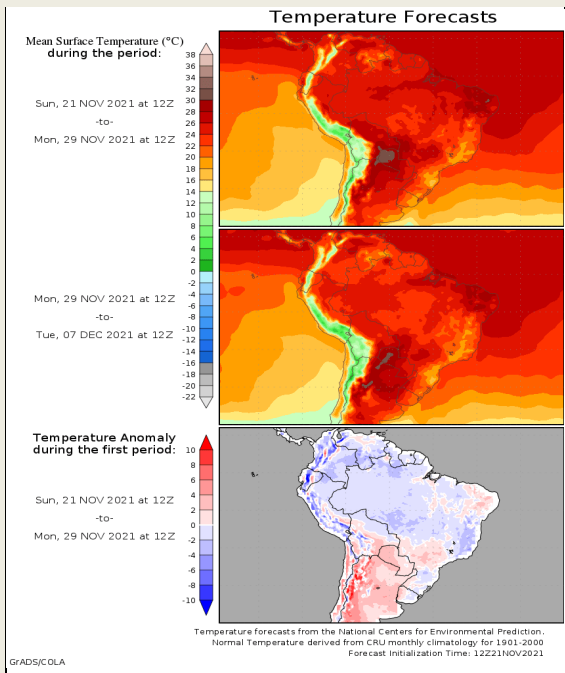 Temperature Forecasts
Mean Surface Temperature (°C)
during the period:
38
36
34
32
30
28
26
24
22
20
18
16
14
12
10
8
6
4
2
0
-2
-4
-6
-8
-10
-12
-14
-16
-18
-20
-22
Sun, 21 NOV 2021 at 12Z
-to-
Mon, 29 NOV 2021 at 12Z
Mon, 29 NOV 2021 at 12Z
-to-
Tue, 07 DEC 2021 at 12Z
Temperature Anomaly
during the first period:
10
8
6
4
2
0
-2
-4
-6
-8
-10
Sun, 21 NOV 2021 at 12Z
-to-
Mon, 29 NOV 2021 at 12Z
Temperature forecasts from the National Centers for Environmental Prediction.
Normal Temperature derived from CRU monthly climatology for 1901-2000
Forecast Initialization Time: 12Z21NOV2021
GrADS/COLA